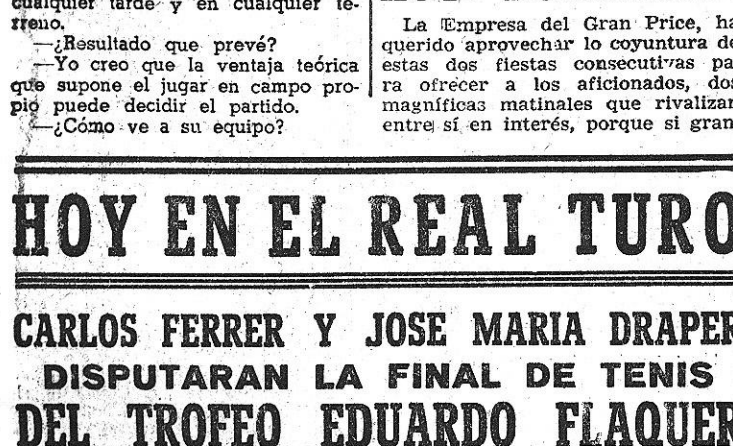 cualquier tarde y en cualquier te-
rreno.
—¿Resultado que prevé?
—Yo creo que la ventaja teórica
que supone el jugar en campo pro-
pio puede decidir el partido.
—¿Cómo ve a su equipo?
La Empresa del Gran Price, ha
querido aprovechar lo coyuntura de
estas dos fiestas consecutivas pa-
ra ofrecer a los aficionados, dos
magníficas matinales que rivalizan
entre sí en interés, porque si gran
HOY EN EL REAL TURO
CARLOS FERRER Y JOSE MARIA DRAPER
DISPUTARAN LA FINAL DE TENIS
DEL TROFEO EDUARDO FLAQUER